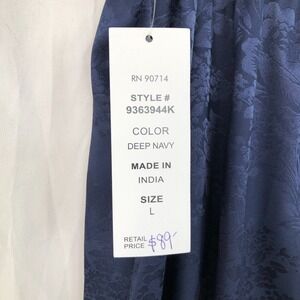 RN 90714
STYLE #
9363944K
COLOR
DEEP NAVY
MADE IN
INDIA
SIZE
L
RETAIL
PRICE $89-